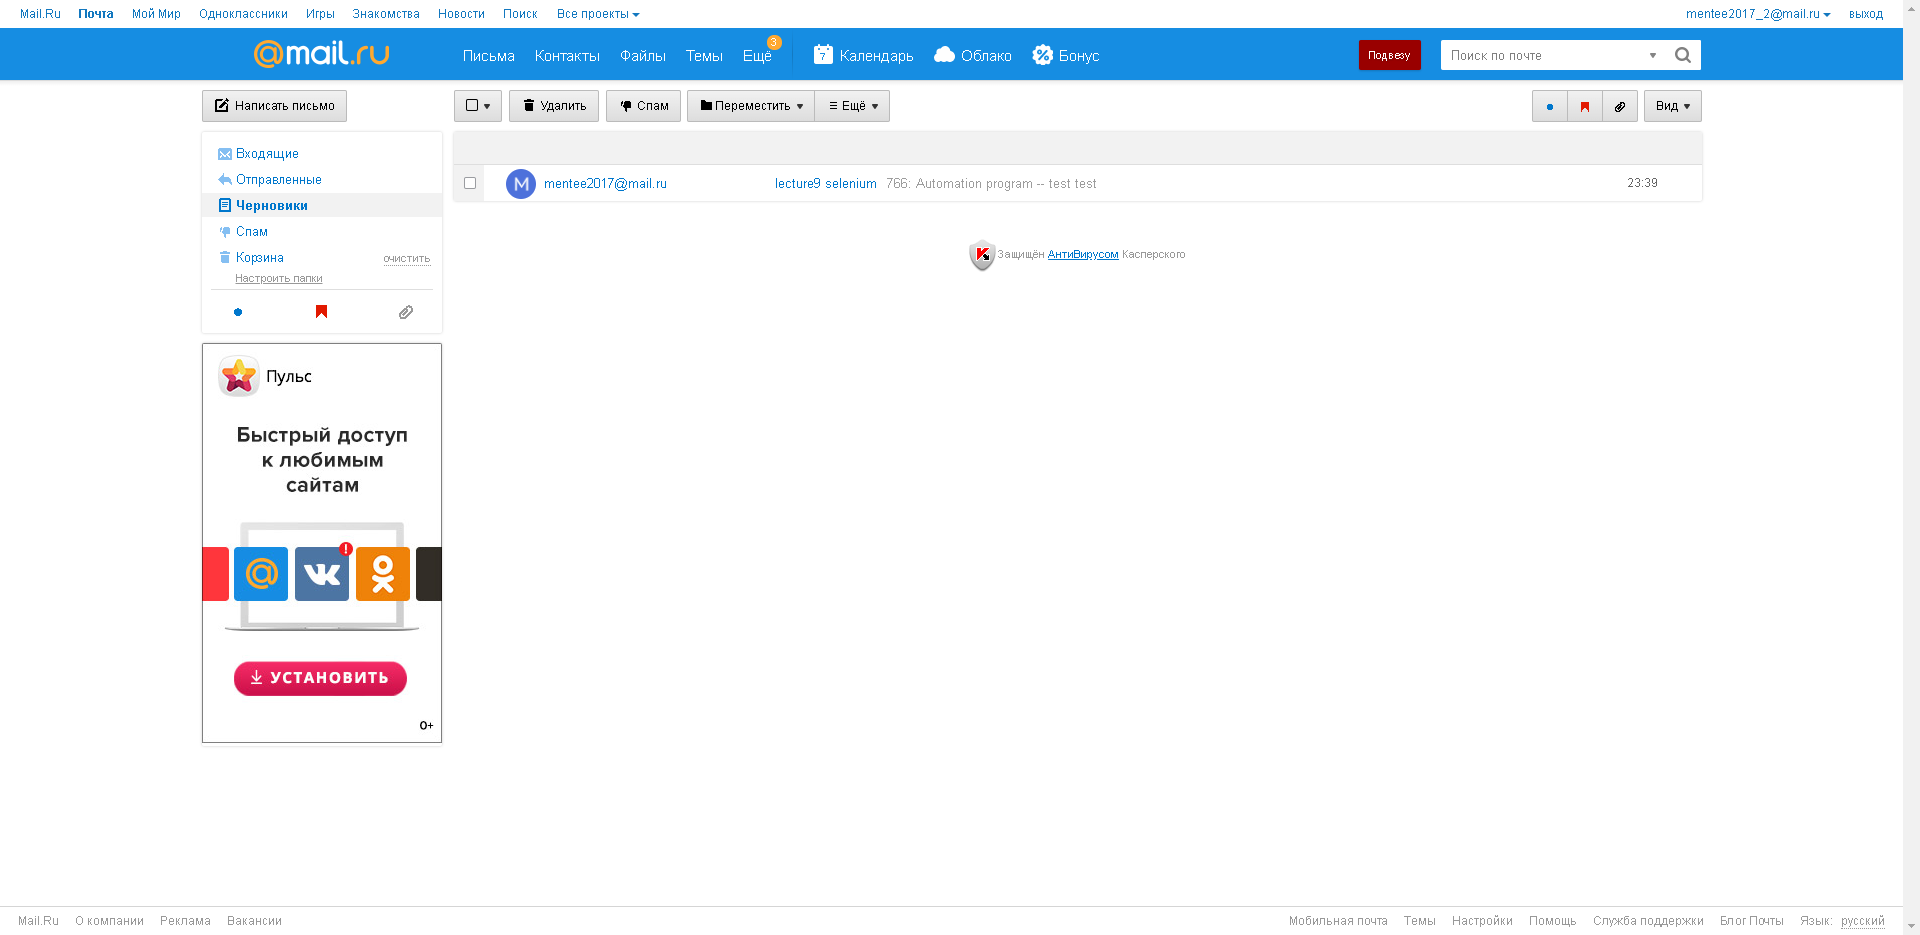 Mail.Ru Почта Мой Мир Одноклассники Игры Знакомства Новости Поиск Все проекты mentee2017_2@mail.ru выход
@mail.ru Письма Контакты Файлы Темы Ещё 3 7 Календарь Облако Бонус Подвезу Поиск по почте
Написать письмо Удалить Спам Переместить Ещё Вид
Входящие
Отправленные
Черновики
Спам
Корзина очистить
Настроить папки
M mentee2017@mail.ru lecture9 selenium 766: Automation program -- test test 23:39
Защищён АнтиВирусом Касперского
Пульс
Быстрый доступ
к любимым
сайтам
УСТАНОВИТЬ
0+
Mail.Ru О компании Реклама Вакансии Мобильная почта Темы Настройки Помощь Служба поддержки Блог Почты Язык: русский